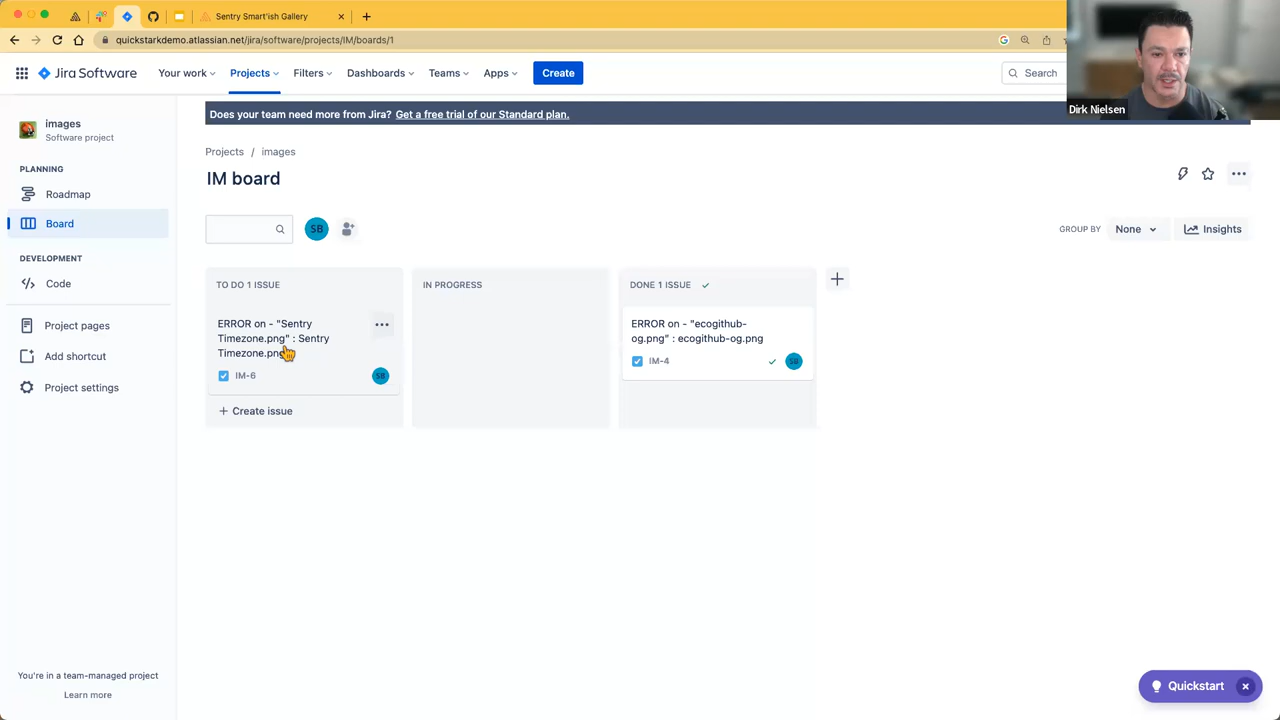 Sentry Smart'ish Gallery
quickstarkdemo.atlassian.net/jira/software/projects/IM/boards/1
Jira Software
Your work
Projects
Filters
Dashboards
Teams
Apps
Create
Search
Dirk Nielsen
images
Software project
PLANNING
Roadmap
Board
DEVELOPMENT
Code
Project pages
Add shortcut
Project settings
You're in a team-managed project
Learn more
Does your team need more from Jira? Get a free trial of our Standard plan.
Projects / images
IM board
SB
GROUP BY None
Insights
TO DO 1 ISSUE
ERROR on - "Sentry
Timezone.png" : Sentry
Timezone.png
IM-6
SB
+ Create issue
IN PROGRESS
DONE 1 ISSUE
ERROR on - "ecogithub-
og.png" : ecogithub-og.png
IM-4
SB
Quickstart